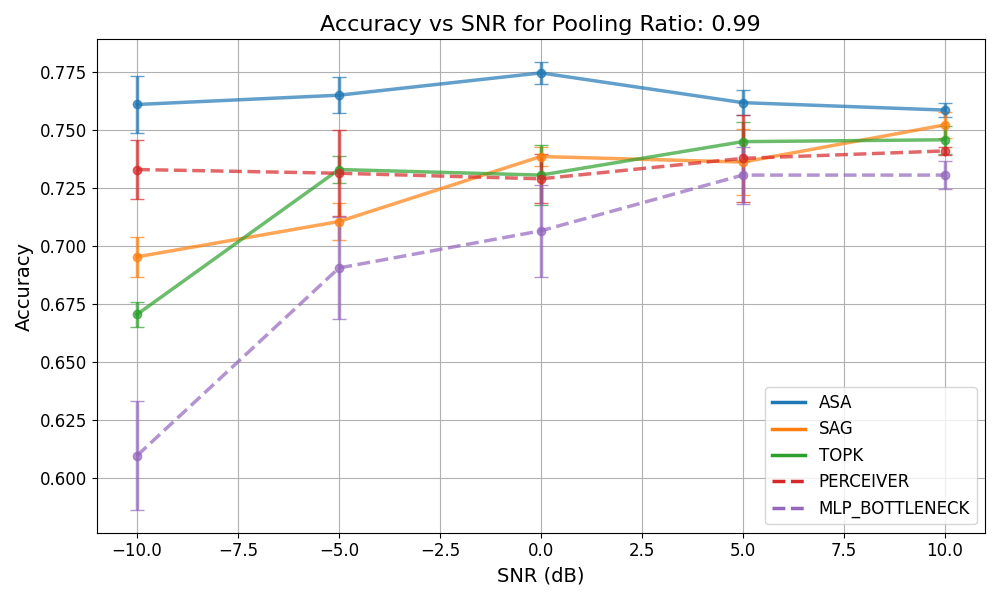 Accuracy vs SNR for Pooling Ratio: 0.99
Accuracy
0.775
0.750
0.725
0.700
0.675
0.650
0.625
0.600
ASA
SAG
TOPK
PERCEIVER
MLP_BOTTLENECK
−10.0 −7.5 −5.0 −2.5 0.0 2.5 5.0 7.5 10.0
SNR (dB)